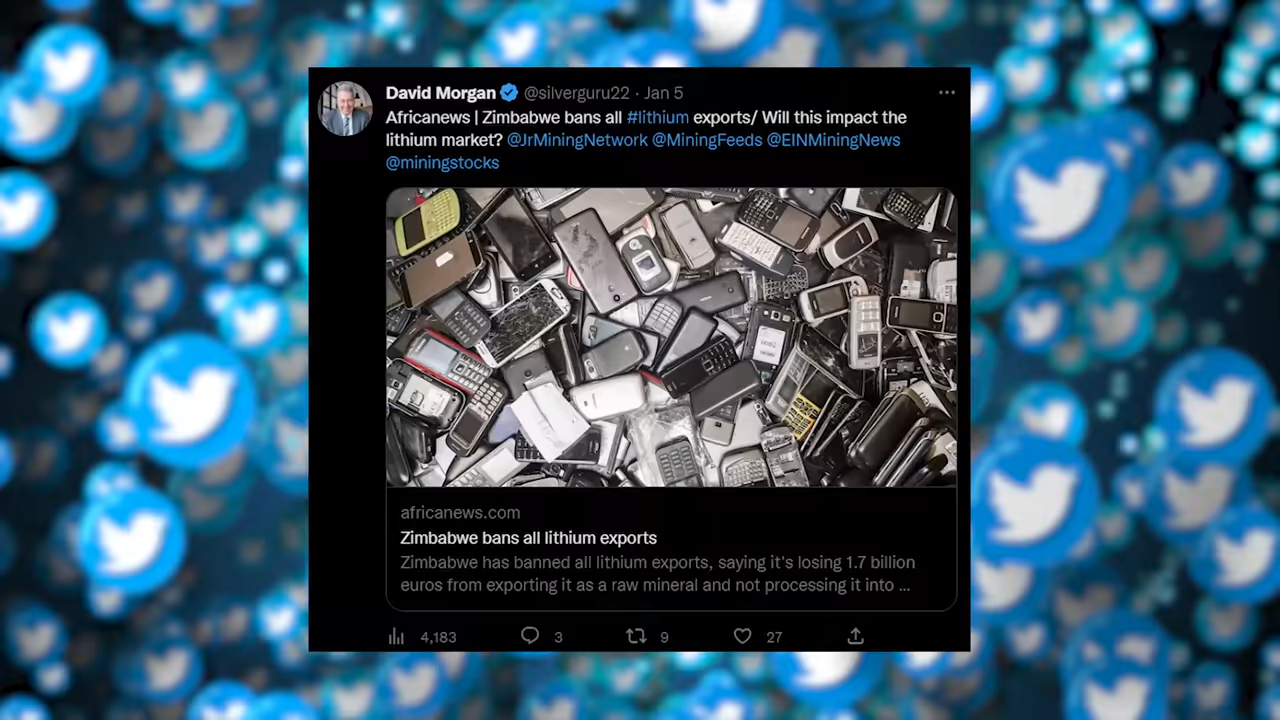 David Morgan @silverguru22 · Jan 5
Africanews | Zimbabwe bans all #lithium exports/ Will this impact the
lithium market? @JrMiningNetwork @MiningFeeds @EINMiningNews
@miningstocks
africanews.com
Zimbabwe bans all lithium exports
Zimbabwe has banned all lithium exports, saying it's losing 1.7 billion
euros from exporting it as a raw mineral and not processing it into ...
4,183 3 9 27